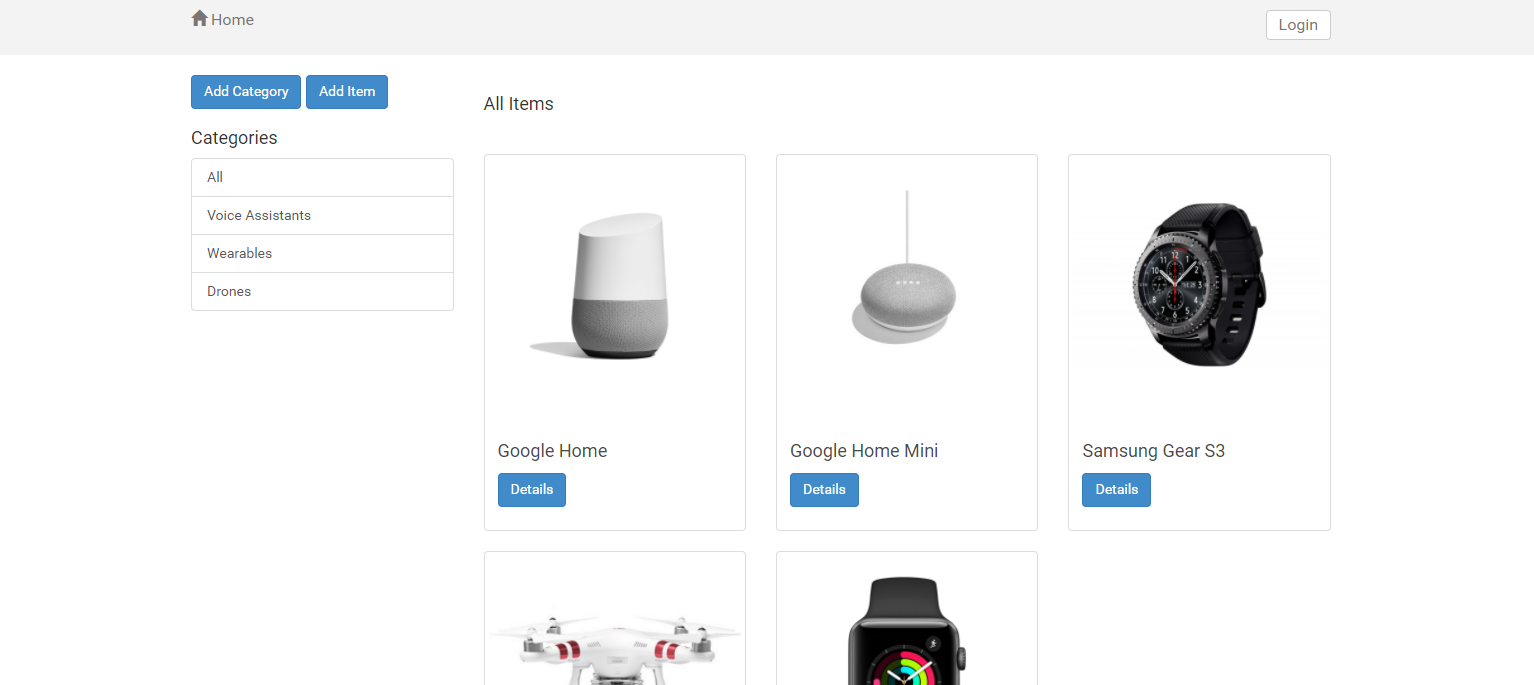 Home
Login
Add Category
Add Item
Categories
All
Voice Assistants
Wearables
Drones
All Items
Google Home
Details
Google Home Mini
Details
Samsung Gear S3
Details